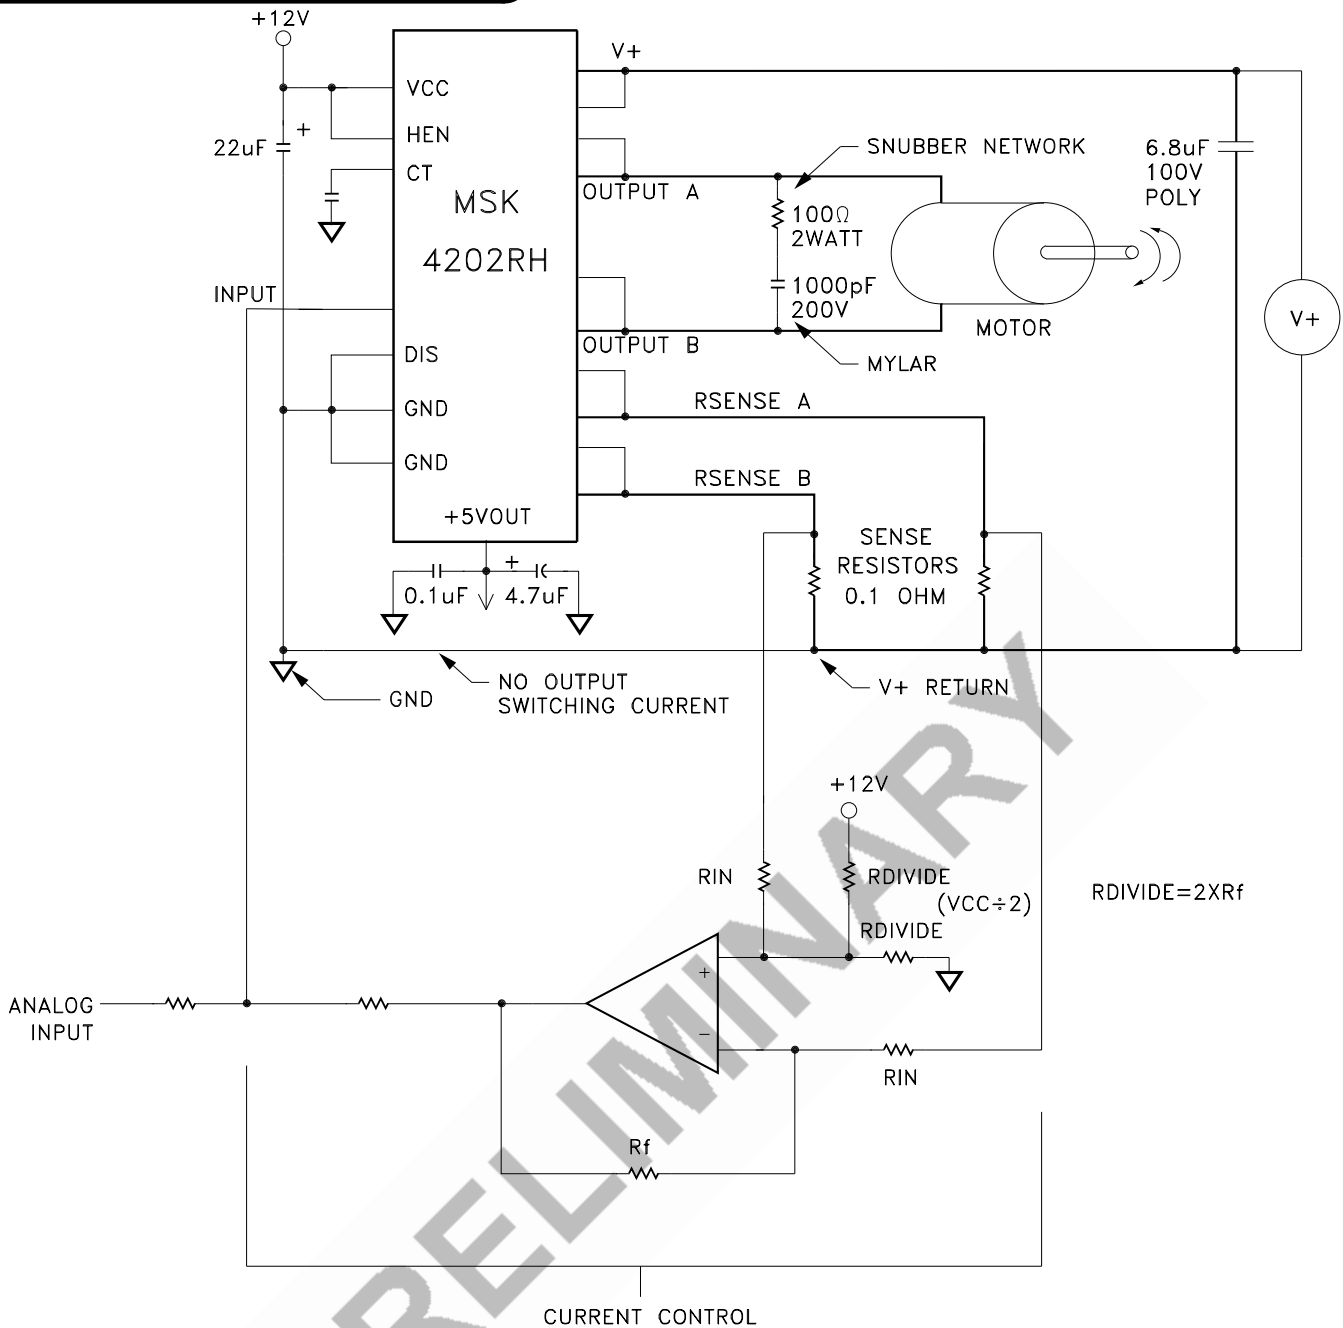 +12V
V+
VCC
HEN
+
22uF
CT
MSK
4202RH
OUTPUT A
SNUBBER NETWORK
100Ω
2WATT
1000pF
200V
6.8uF
100V
POLY
INPUT
MOTOR
V+
OUTPUT B
MYLAR
DIS
GND
GND
RSENSE A
RSENSE B
+5VOUT
+
0.1uF
4.7uF
SENSE
RESISTORS
0.1 OHM
GND
NO OUTPUT
SWITCHING CURRENT
V+ RETURN
+12V
RIN
RDIVIDE
(VCC÷2)
RDIVIDE=2XRf
RDIVIDE
+
−
ANALOG
INPUT
RIN
Rf
CURRENT CONTROL
PRELIMINARY